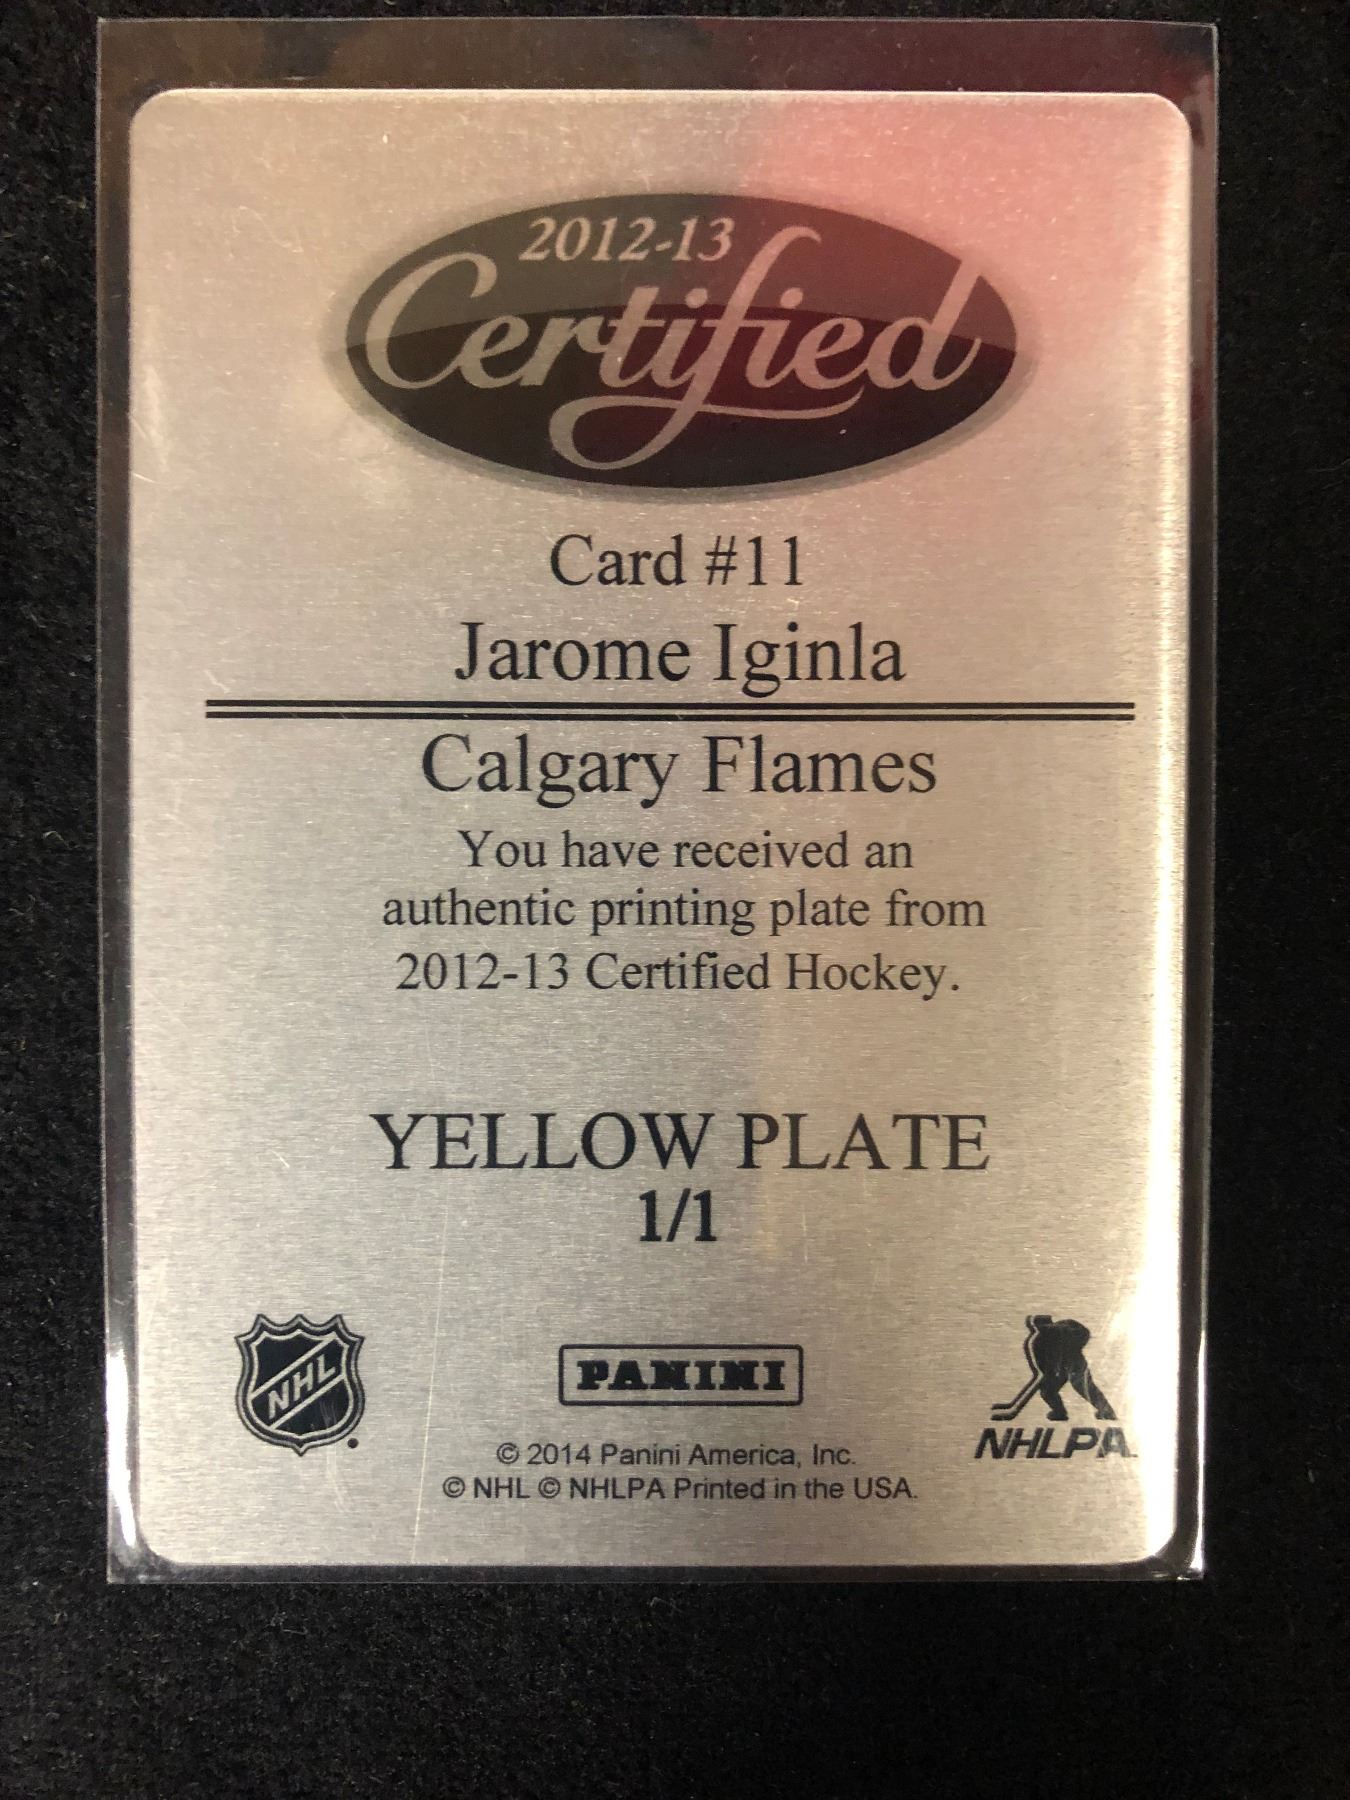 2012-13
Certified
Card #11
Jarome Iginla
Calgary Flames
You have received an
authentic printing plate from
2012-13 Certified Hockey.
YELLOW PLATE
1/1
NHL
PANINI
NHLPA.
© 2014 Panini America, Inc.
© NHL © NHLPA Printed in the USA.